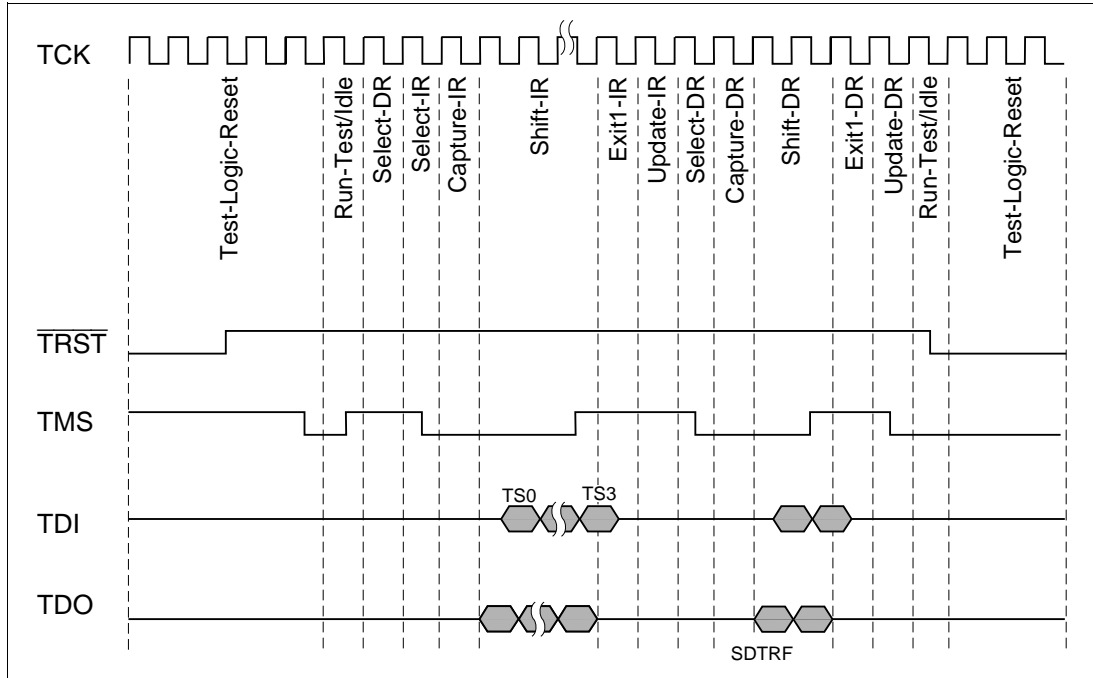 TCK
Test-Logic-Reset
Run-Test/Idle
Select-DR
Select-IR
Capture-IR
Shift-IR
Exit1-IR
Update-IR
Select-DR
Capture-DR
Shift-DR
Exit1-DR
Update-DR
Run-Test/Idle
Test-Logic-Reset
TRST
TMS
TS0
TS3
TDI
TDO
SDTRF